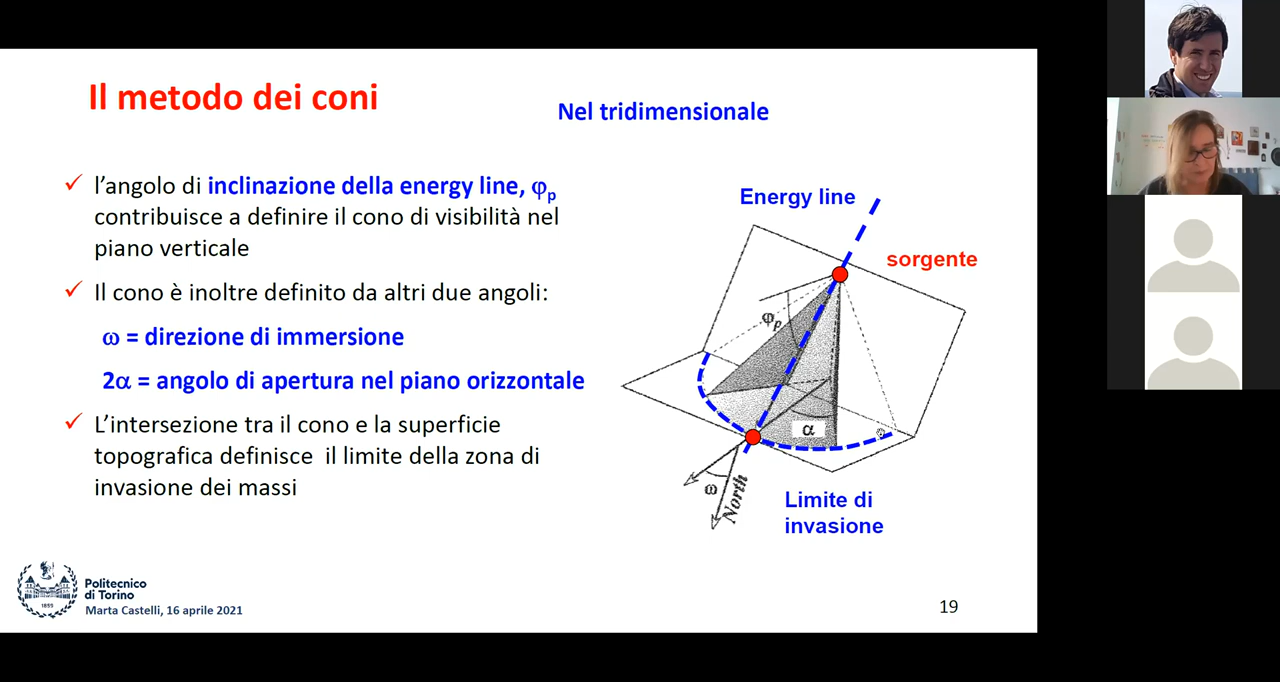 Il metodo dei coni
Nel tridimensionale
l'angolo di inclinazione della energy line, φp
contribuisce a definire il cono di visibilità nel
piano verticale
Il cono è inoltre definito da altri due angoli:
ω = direzione di immersione
2α = angolo di apertura nel piano orizzontale
L'intersezione tra il cono e la superficie
topografica definisce il limite della zona di
invasione dei massi
Energy line
sorgente
φp
α
ω
North
Limite di
invasione
1859
Politecnico
di Torino
Marta Castelli, 16 aprile 2021
19